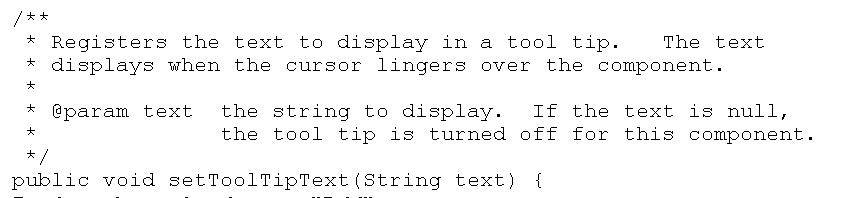 /**
 * Registers the text to display in a tool tip.   The text
 * displays when the cursor lingers over the component.
 *
 * @param text  the string to display.  If the text is null,
 *              the tool tip is turned off for this component.
 */
public void setToolTipText(String text) {